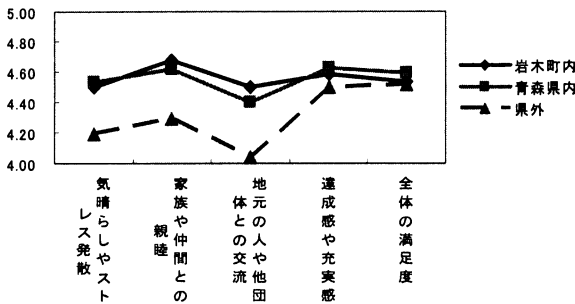 5.00
4.80
4.60
4.40
4.20
4.00
岩木町内
青森県内
県外
気晴らしやスト
レス発散
家族や仲間との
親睦
地元の人や他団
体との交流
達成感や充実感
全体の満足度